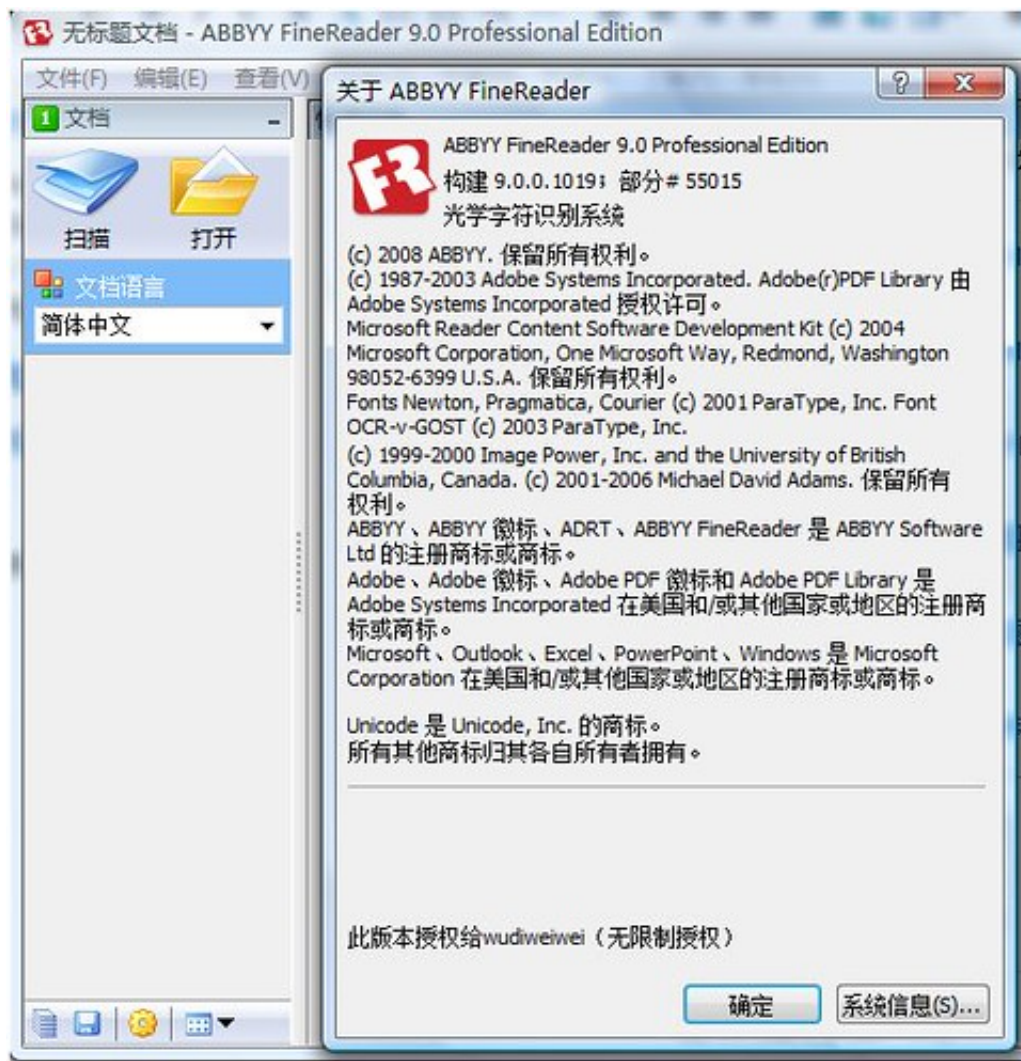 无标题文档 - ABBYY FineReader 9.0 Professional Edition
文件(F) 编辑(E) 查看(V)
1 文档
扫描 打开
文档语言
简体中文
关于 ABBYY FineReader
ABBYY FineReader 9.0 Professional Edition
构建 9.0.0.1019；部分# 55015
光学字符识别系统
(c) 2008 ABBYY. 保留所有权利。
(c) 1987-2003 Adobe Systems Incorporated. Adobe(r)PDF Library 由
Adobe Systems Incorporated 授权许可。
Microsoft Reader Content Software Development Kit (c) 2004
Microsoft Corporation, One Microsoft Way, Redmond, Washington
98052-6399 U.S.A. 保留所有权利。
Fonts Newton, Pragmatica, Courier (c) 2001 ParaType, Inc. Font
OCR-v-GOST (c) 2003 ParaType, Inc.
(c) 1999-2000 Image Power, Inc. and the University of British
Columbia, Canada. (c) 2001-2006 Michael David Adams. 保留所有
权利。
ABBYY、ABBYY 徽标、ADRT、ABBYY FineReader 是 ABBYY Software
Ltd 的注册商标或商标。
Adobe、Adobe 徽标、Adobe PDF 徽标和 Adobe PDF Library 是
Adobe Systems Incorporated 在美国和/或其他国家或地区的注册商
标或商标。
Microsoft、Outlook、Excel、PowerPoint、Windows 是 Microsoft
Corporation 在美国和/或其他国家或地区的注册商标或商标。
Unicode 是 Unicode, Inc. 的商标。
所有其他商标归其各自所有者拥有。
此版本授权给wudiweiwei（无限制授权）
确定 系统信息(S)...